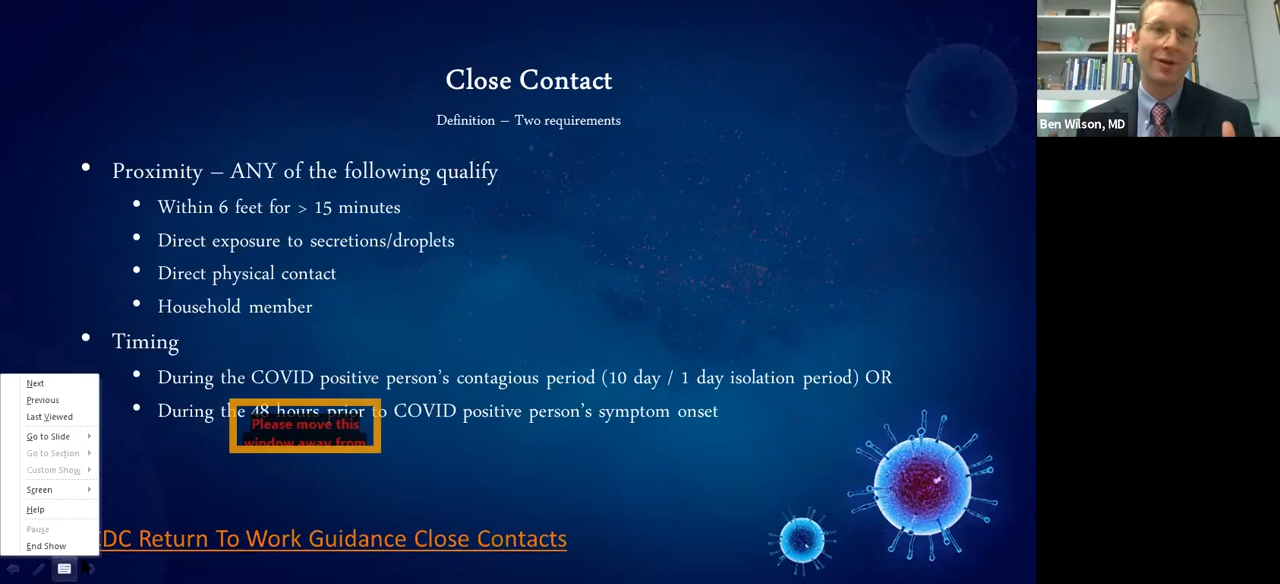 Close Contact
Definition – Two requirements
• Proximity – ANY of the following qualify
• Within 6 feet for > 15 minutes
• Direct exposure to secretions/droplets
• Direct physical contact
• Household member
• Timing
• During the COVID positive person's contagious period (10 day / 1 day isolation period) OR
• During the 48 hours prior to COVID positive person's symptom onset
Please move this
window away from
CDC Return To Work Guidance Close Contacts
Next
Previous
Last Viewed
Go to Slide
Go to Section
Custom Show
Screen
Help
Pause
End Show
Ben Wilson, MD